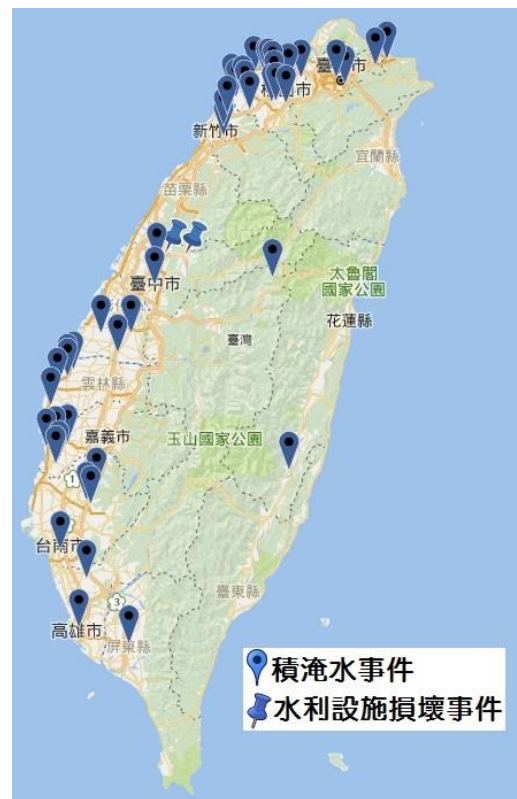 臺
市
市
新竹市
宜蘭縣
苗栗縣
臺中市
太魯閣
國家公園
花蓮縣
臺灣
雲林縣
嘉義市
玉山國家公園
1
台南市
臺東縣
3
高雄市
屏東縣
積淹水事件
水利設施損壞事件